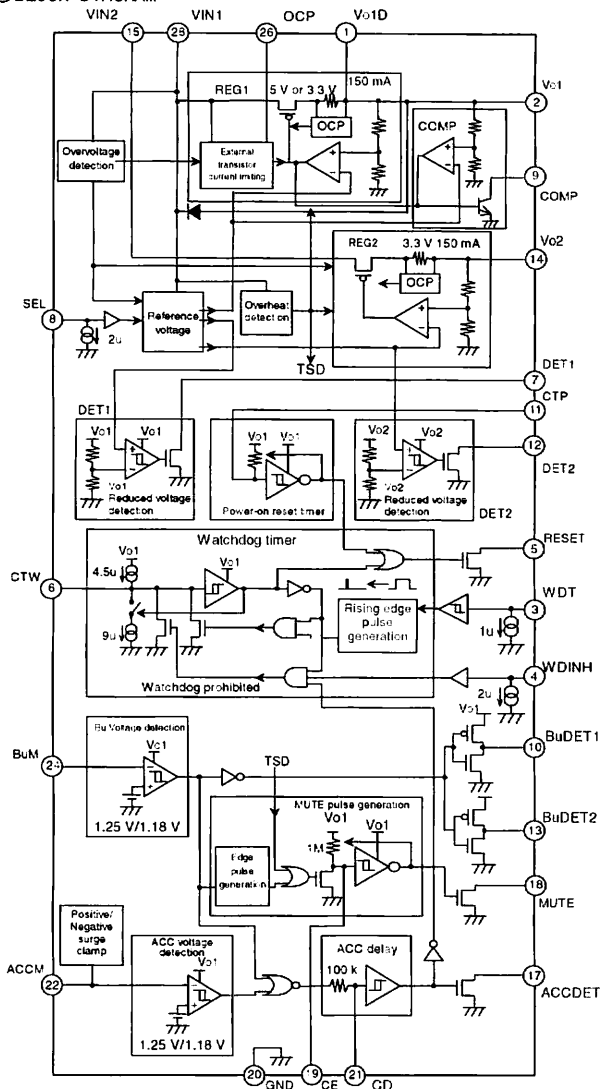 VIN2 VIN1 OCP Vo1D
15 28 26 1
REG1 5 V or 3.3 V 150 mA
Vo1
2
OCP
COMP
Overvoltage
detection
External
transistor
current limiting
9
COMP
REG2 3.3 V 150 mA
Vo2
14
OCP
SEL
8
2u
Reference
voltage
Overheat
detection
TSD
DET1
7
CTP
11
DET1
Vo1 Vo1
Vo1
Reduced voltage
detection
Vo1 Vo1
Power-on reset timer
Vo2 Vo2
Vo2
Reduced voltage
detection
12
DET2
DET2
Watchdog timer
RESET
5
CTW
6
Vo1
4.5u
Vo1
9u
Rising edge
pulse
generation
WDT
3
1u
Watchdog prohibited
WDINH
4
2u
BuM
24
Bu Voltage detection
Vo1
1.25 V/1.18 V
TSD
Vo1
BuDET1
10
MUTE pulse generation
Vo1 Vo1
1M
Edge
pulse
generation
BuDET2
13
18
MUTE
Positive/
Negative
surge
clamp
ACCM
22
ACC voltage
detection
Vo1
1.25 V/1.18 V
ACC delay
100 k
17
ACCDET
20 19 21
GND CE CD